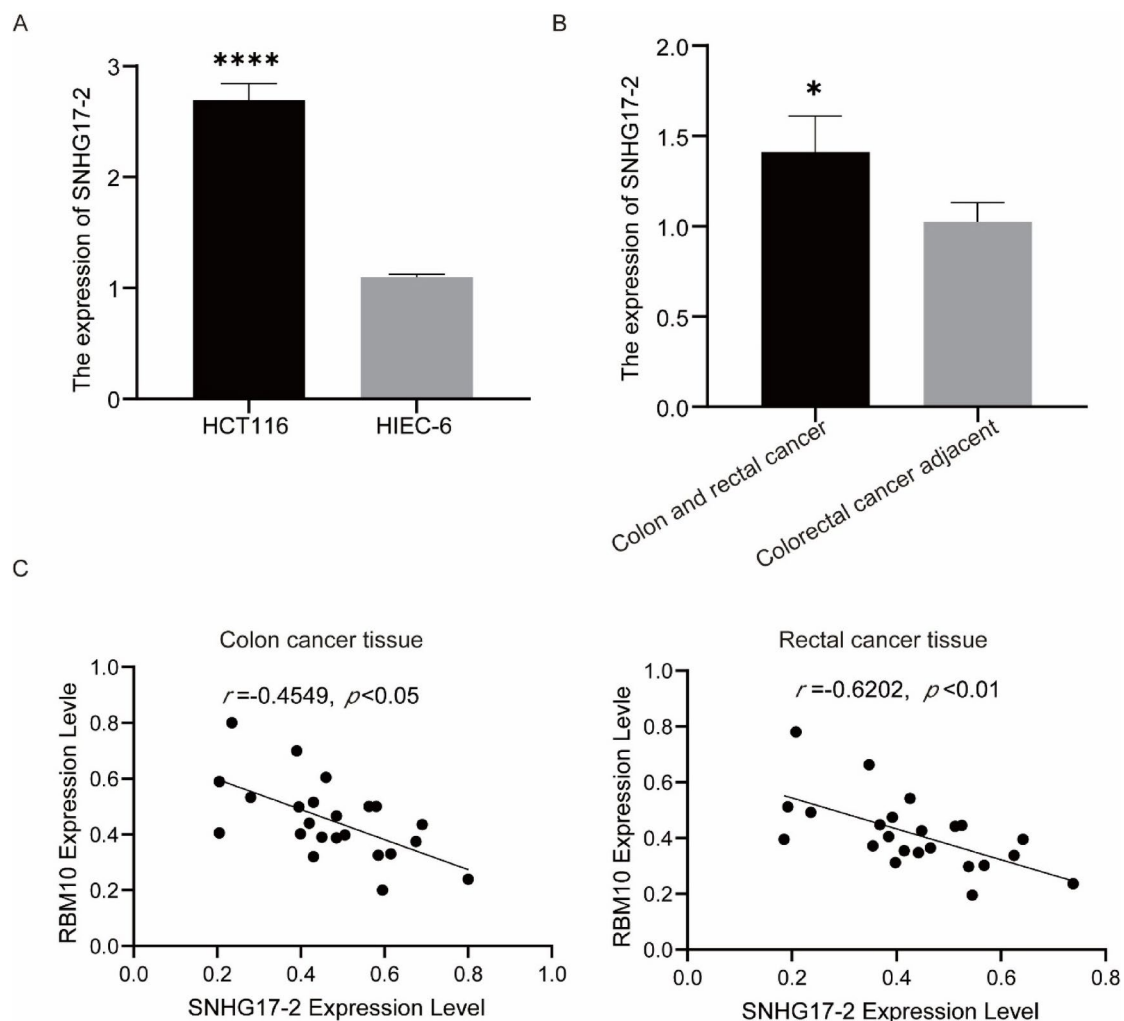 A
The expression of SNHG17-2
3
2
1
0
****
HCT116
HIEC-6
B
The expression of SNHG17-2
2.0
1.5
1.0
0.5
0.0
*
Colon and rectal cancer
Colorectal cancer adjacent
C
Colon cancer tissue
r=-0.4549, p<0.05
RBM10 Expression Levle
1.0
0.8
0.6
0.4
0.2
0.0
0.0 0.2 0.4 0.6 0.8 1.0
SNHG17-2 Expression Level
Rectal cancer tissue
r=-0.6202, p<0.01
RBM10 Expression Levle
1.0
0.8
0.6
0.4
0.2
0.0
0.0 0.2 0.4 0.6 0.8
SNHG17-2 Expression Level